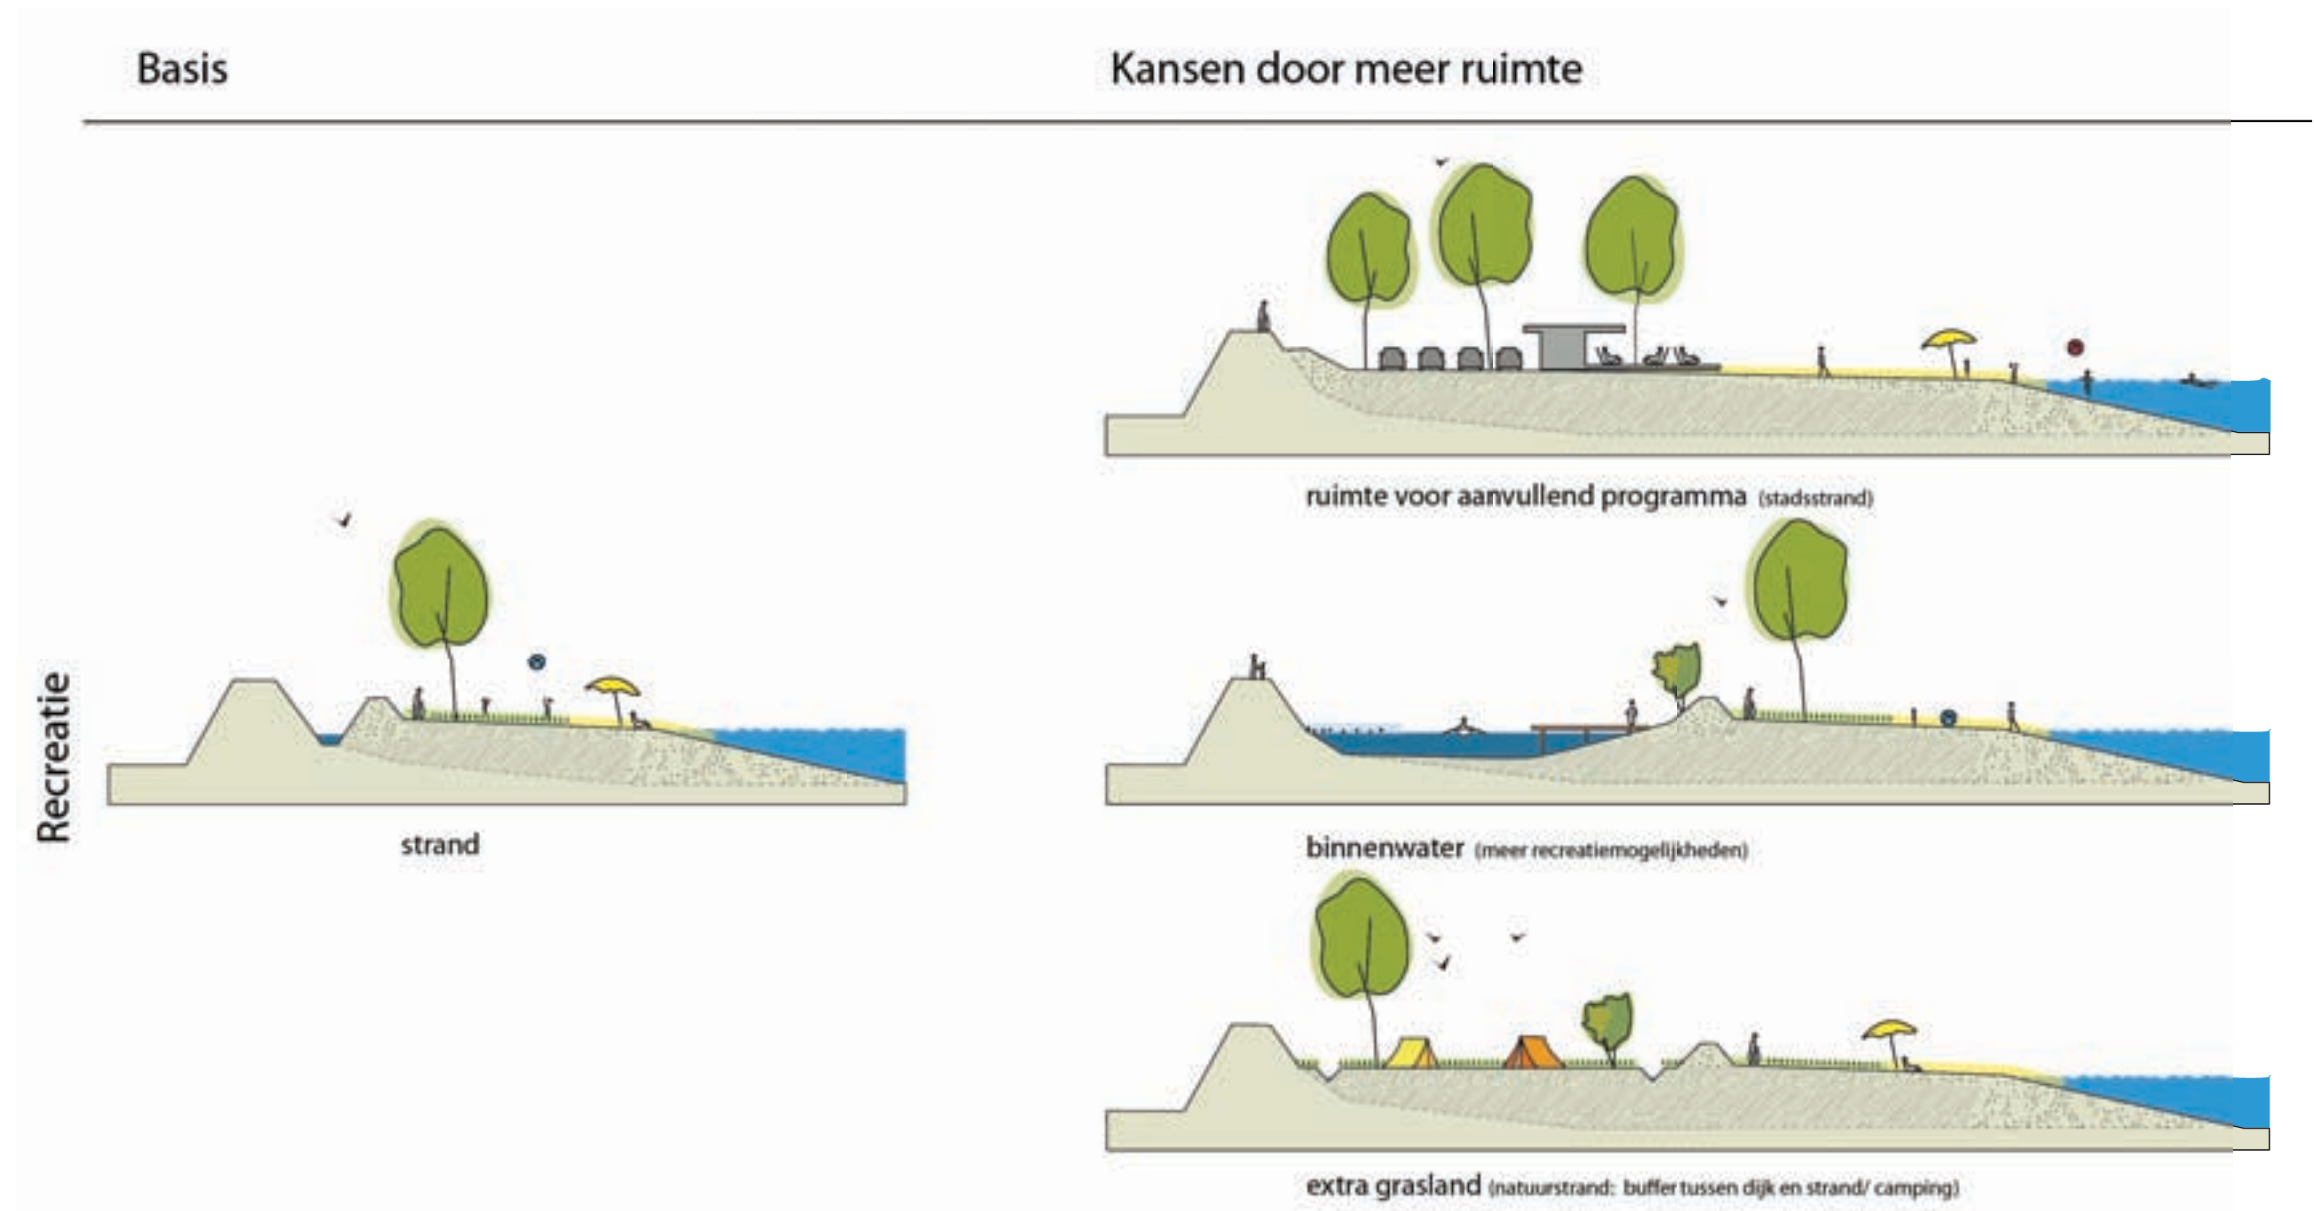 Basis
Kansen door meer ruimte
ruimte voor aanvullend programma (stadsstrand)
Recreatie
strand
binnenwater (meer recreatiemogelijkheden)
extra grasland (natuurstrand: buffer tussen dijk en strand/ camping)